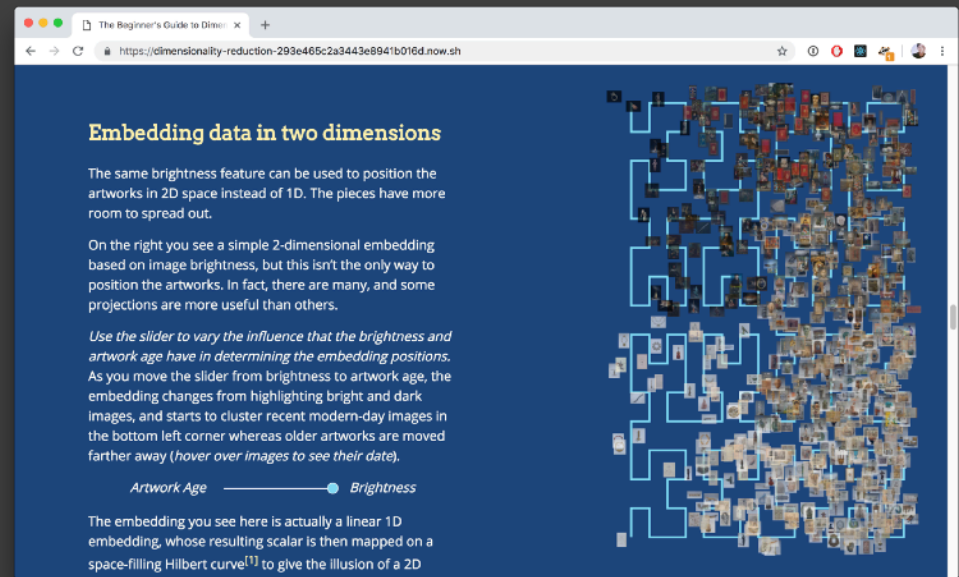 The Beginner's Guide to Dimen
https://dimensionality-reduction-293e465c2a3443e8941b016d.now.sh
Embedding data in two dimensions
The same brightness feature can be used to position the
artworks in 2D space instead of 1D. The pieces have more
room to spread out.
On the right you see a simple 2-dimensional embedding
based on image brightness, but this isn't the only way to
position the artworks. In fact, there are many, and some
projections are more useful than others.
Use the slider to vary the influence that the brightness and
artwork age have in determining the embedding positions.
As you move the slider from brightness to artwork age, the
embedding changes from highlighting bright and dark
images, and starts to cluster recent modern-day images in
the bottom left corner whereas older artworks are moved
farther away (hover over images to see their date).
Artwork Age Brightness
The embedding you see here is actually a linear 1D
embedding, whose resulting scalar is then mapped on a
space-filling Hilbert curve[1] to give the illusion of a 2D